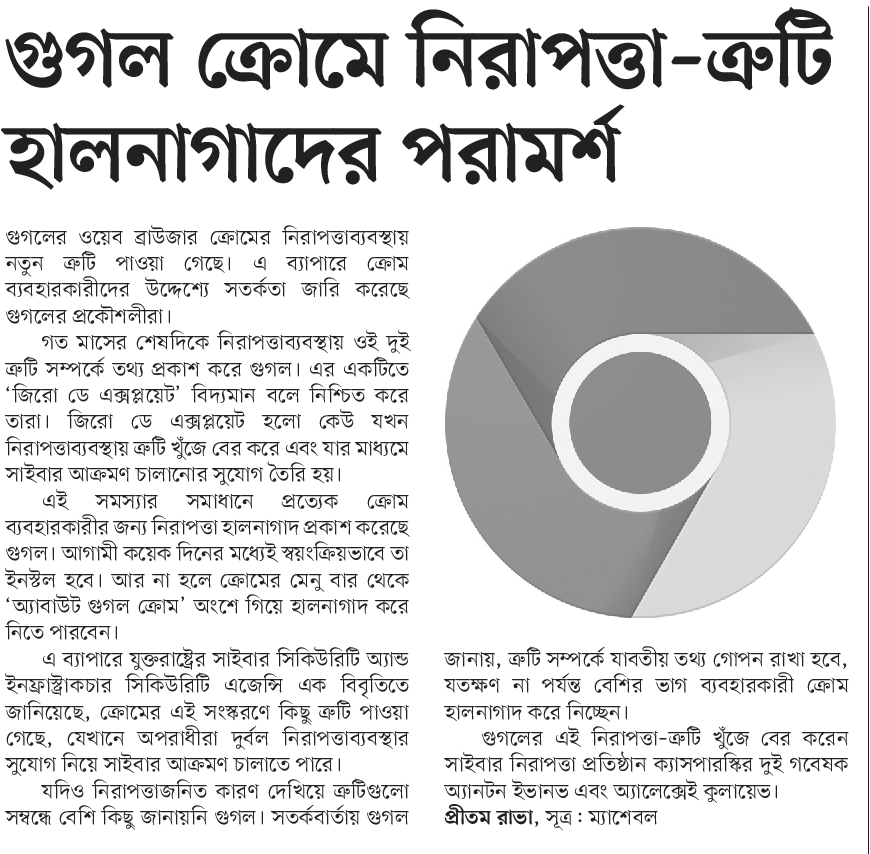 গুগল ক্রোমে নিরাপত্তা-ত্রুটি
হালনাগাদের পরামর্শ
গুগলের ওয়েব ব্রাউজার ক্রোমের নিরাপত্তাব্যবস্থায়
নতুন ত্রুটি পাওয়া গেছে। এ ব্যাপারে ক্রোম
ব্যবহারকারীদের উদ্দেশ্যে সতর্কতা জারি করেছে
গুগলের প্রকৌশলীরা।
গত মাসের শেষদিকে নিরাপত্তাব্যবস্থায় ওই দুই
ত্রুটি সম্পর্কে তথ্য প্রকাশ করে গুগল। এর একটিতে
‘জিরো ডে এক্সপ্লয়েট’ বিদ্যমান বলে নিশ্চিত করে
তারা। জিরো ডে এক্সপ্লয়েট হলো কেউ যখন
নিরাপত্তাব্যবস্থায় ত্রুটি খুঁজে বের করে এবং যার মাধ্যমে
সাইবার আক্রমণ চালানোর সুযোগ তৈরি হয়।
এই সমস্যার সমাধানে প্রত্যেক ক্রোম
ব্যবহারকারীর জন্য নিরাপত্তা হালনাগাদ প্রকাশ করেছে
গুগল। আগামী কয়েক দিনের মধ্যেই স্বয়ংক্রিয়ভাবে তা
ইনস্টল হবে। আর না হলে ক্রোমের মেনু বার থেকে
‘অ্যাবাউট গুগল ক্রোম’ অংশে গিয়ে হালনাগাদ করে
নিতে পারবেন।
এ ব্যাপারে যুক্তরাষ্ট্রের সাইবার সিকিউরিটি অ্যান্ড
ইনফ্রাস্ট্রাকচার সিকিউরিটি এজেন্সি এক বিবৃতিতে
জানিয়েছে, ক্রোমের এই সংস্করণে কিছু ত্রুটি পাওয়া
গেছে, যেখানে অপরাধীরা দুর্বল নিরাপত্তাব্যবস্থার
সুযোগ নিয়ে সাইবার আক্রমণ চালাতে পারে।
যদিও নিরাপত্তাজনিত কারণ দেখিয়ে ত্রুটিগুলো
সম্বন্ধে বেশি কিছু জানায়নি গুগল। সতর্কবার্তায় গুগল
জানায়, ত্রুটি সম্পর্কে যাবতীয় তথ্য গোপন রাখা হবে,
যতক্ষণ না পর্যন্ত বেশির ভাগ ব্যবহারকারী ক্রোম
হালনাগাদ করে নিচ্ছেন।
গুগলের এই নিরাপত্তা-ত্রুটি খুঁজে বের করেন
সাইবার নিরাপত্তা প্রতিষ্ঠান ক্যাসপারস্কির দুই গবেষক
অ্যানটন ইভানভ এবং অ্যালেক্সেই কুলায়েভ।
প্রীতম রাভা, সূত্র : ম্যাশেবল